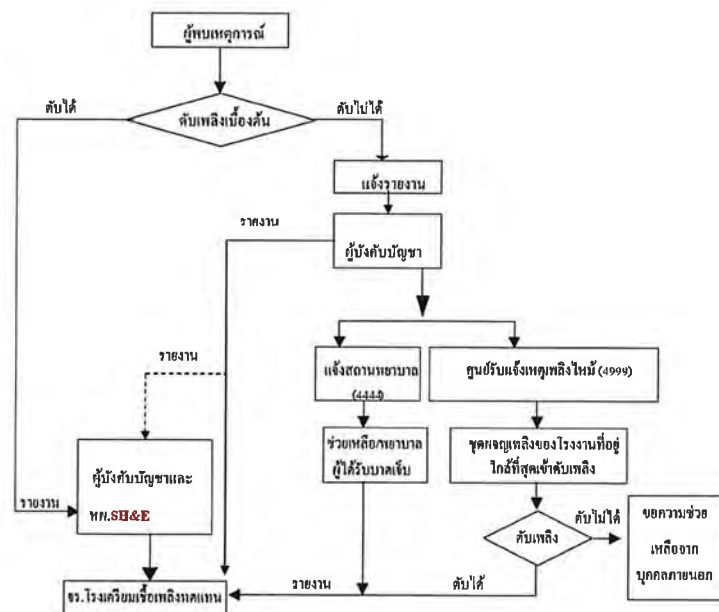 ผู้พบเหตุการณ์
ดับได้
ดับเพลิงเบื้องต้น
ดับไม่ได้
แจ้งรายงาน
รายงาน
ผู้บังคับบัญชา
รายงาน
แจ้งสถานพยาบาล
(4444)
ศูนย์รับแจ้งเหตุเพลิงไหม้ (4999)
ช่วยเหลือ/พยาบาล
ผู้ได้รับบาดเจ็บ
ชุดผจญเพลิงของโรงงานที่อยู่
ใกล้ที่สุดเข้าดับเพลิง
ผู้บังคับบัญชาและ
หผ.SH&E
รายงาน
ดับเพลิง
ดับไม่ได้
ขอความช่วย
เหลือจาก
บุคคลภายนอก
รายงาน
ดับได้
จร.โรงเตรียมเชื้อเพลิงทดแทน